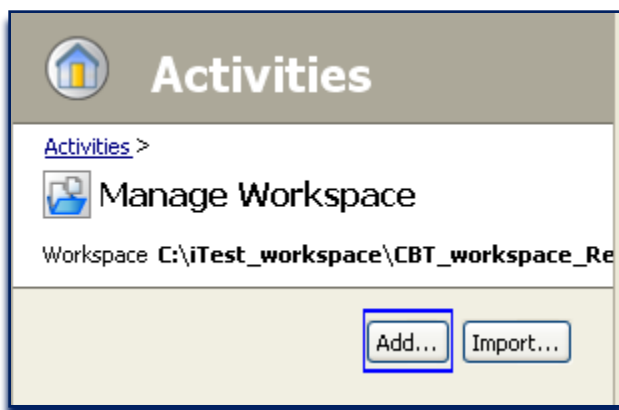 Activities
Activities >
Manage Workspace
Workspace C:\iTest_workspace\CBT_workspace_Re
Add... Import...